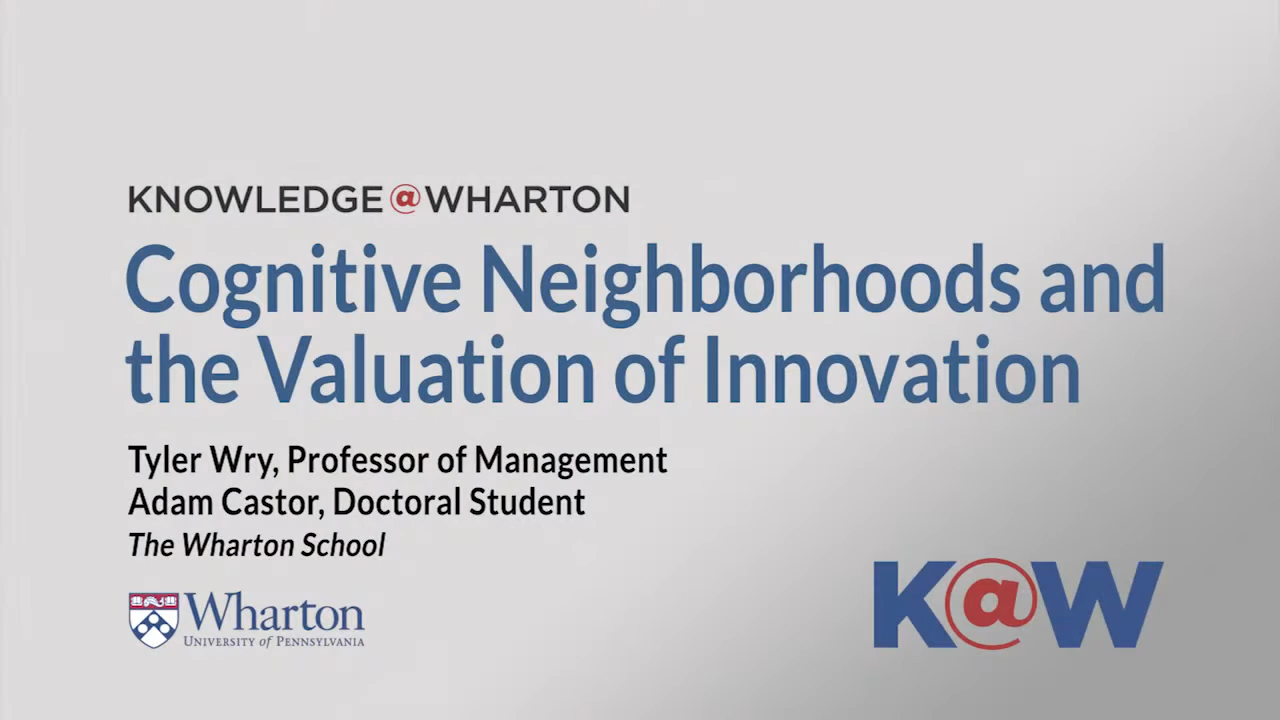 KNOWLEDGE@WHARTON
Cognitive Neighborhoods and
the Valuation of Innovation
Tyler Wry, Professor of Management
Adam Castor, Doctoral Student
The Wharton School
Wharton
UNIVERSITY of PENNSYLVANIA
K@W